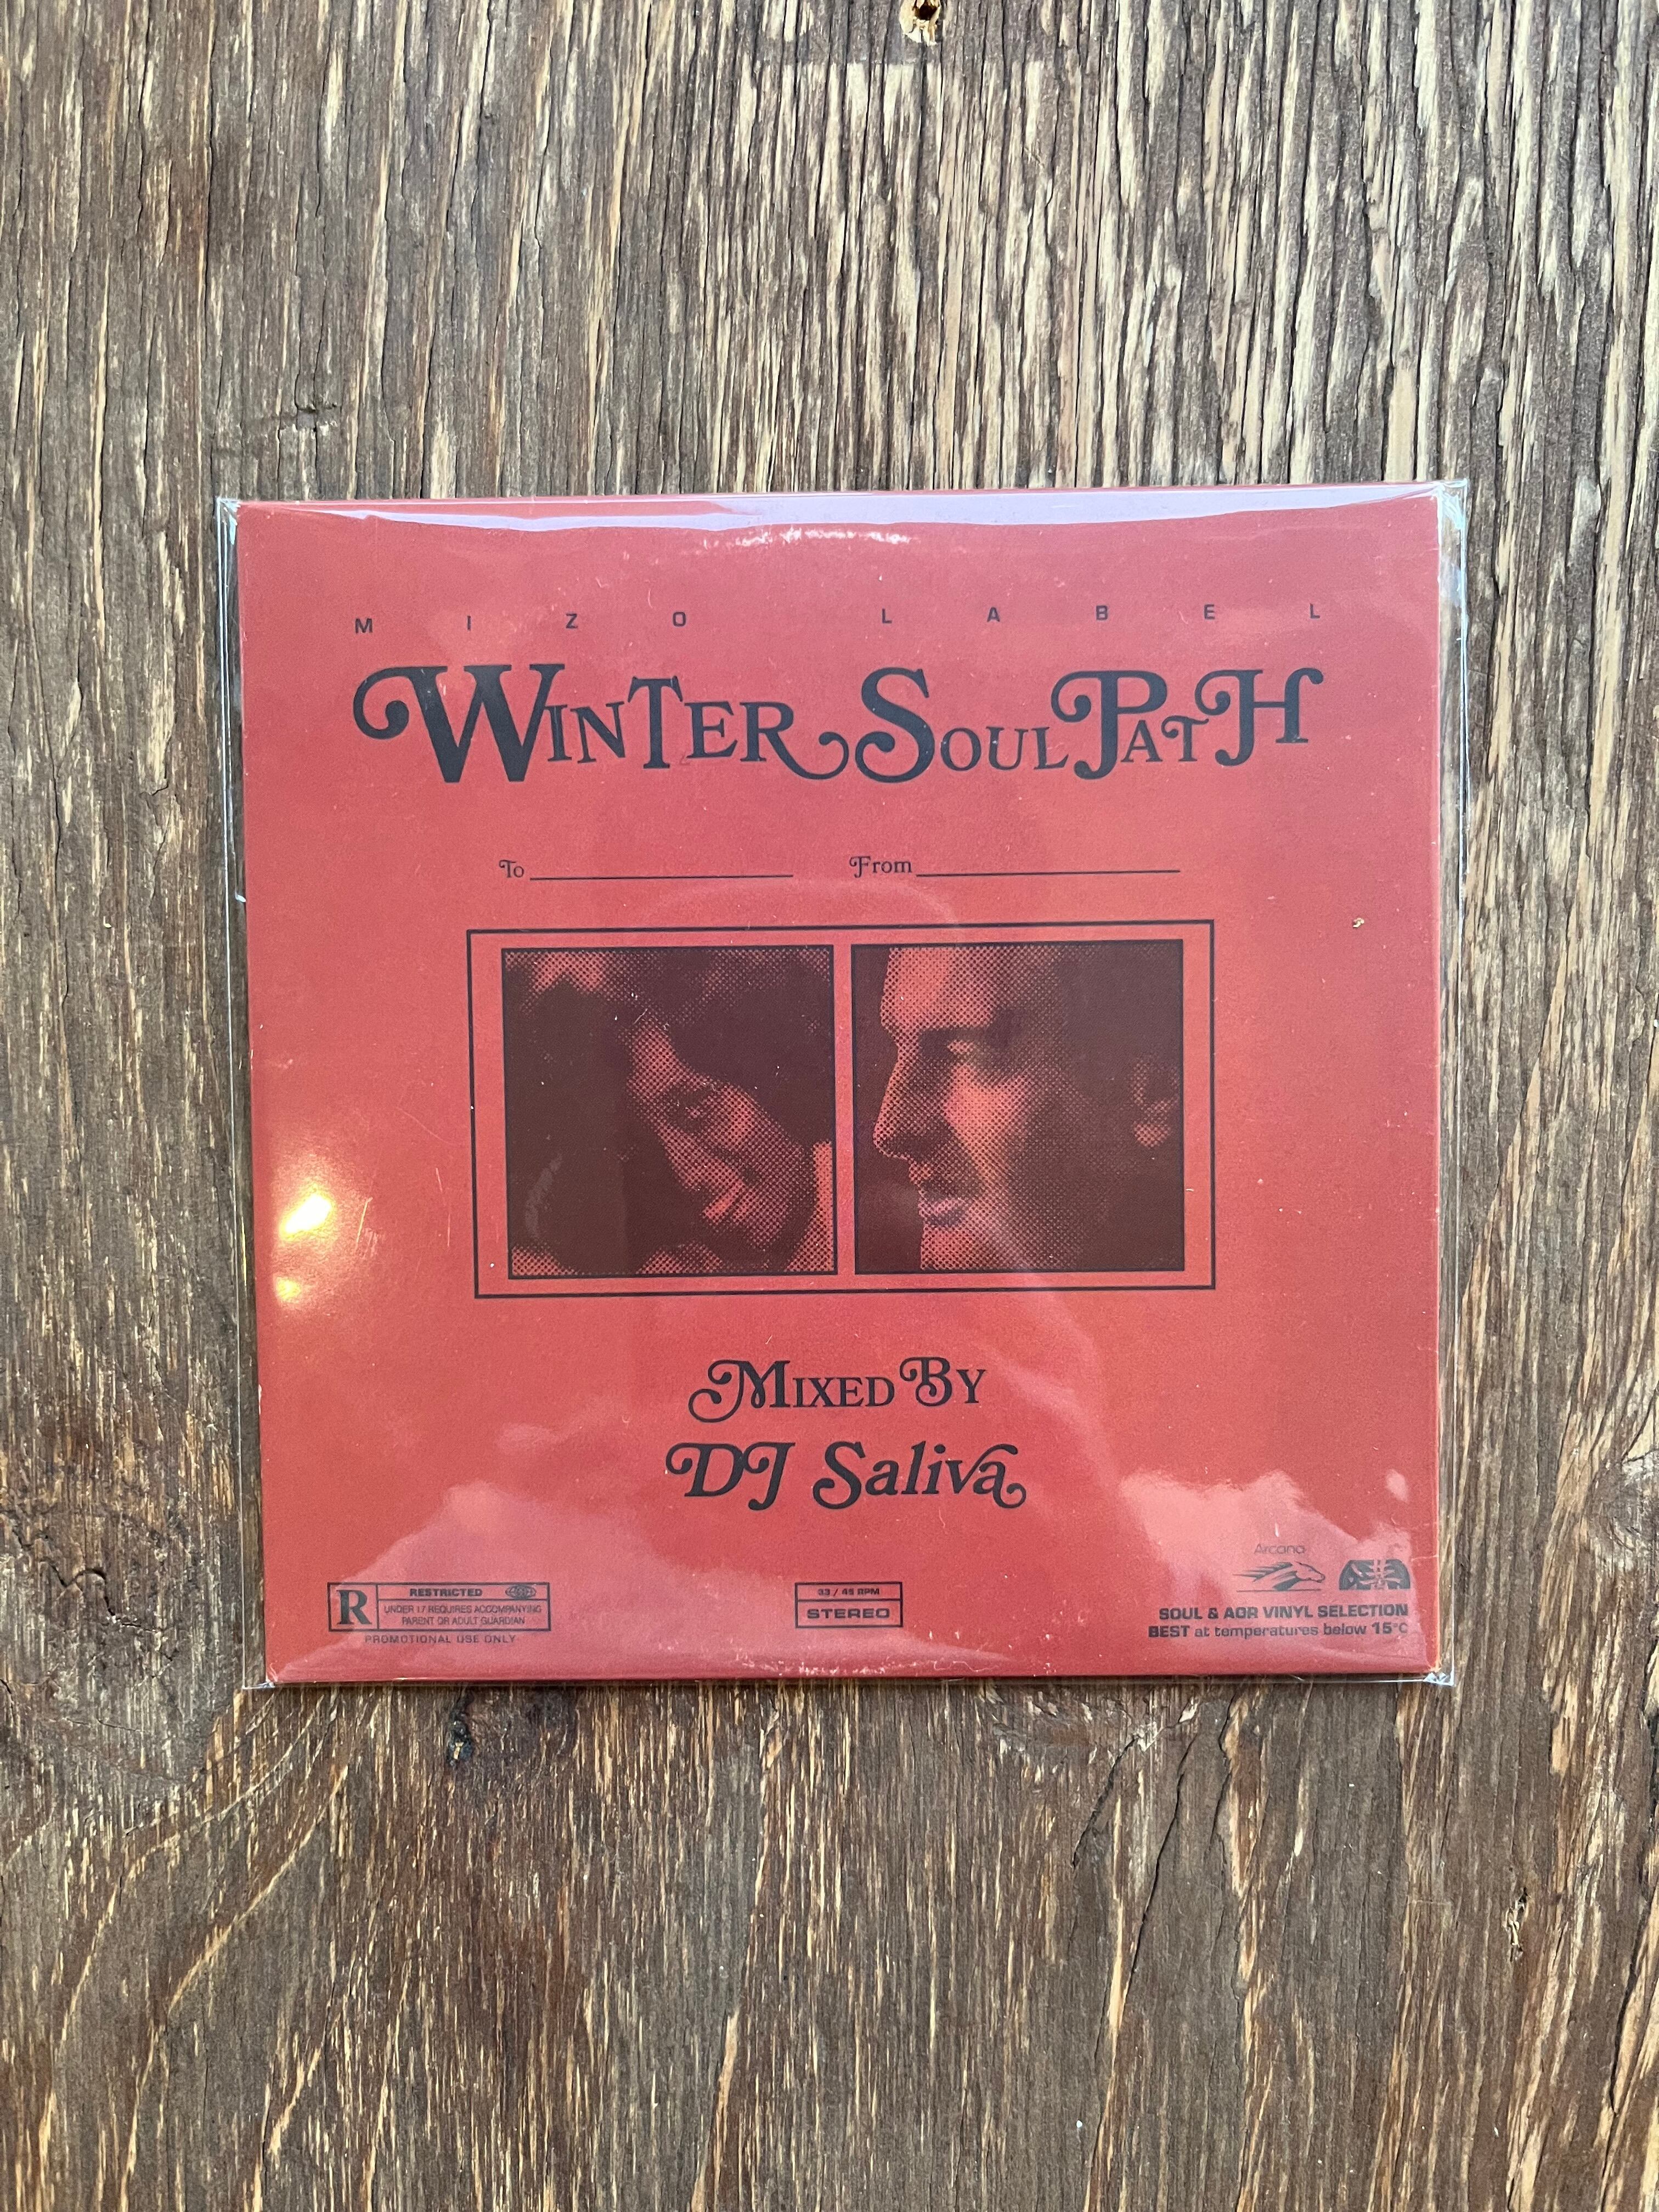 MIZO LABEL
WINTER SOUL PATH
To From
MIXED BY
DJ Saliva
R
RESTRICTED
UNDER 17 REQUIRES ACCOMPANYING
PARENT OR ADULT GUARDIAN
PROMOTIONAL USE ONLY
33 / 45 RPM
STEREO
Arcana
SOUL & AOR VINYL SELECTION
BEST at temperatures below 15°C